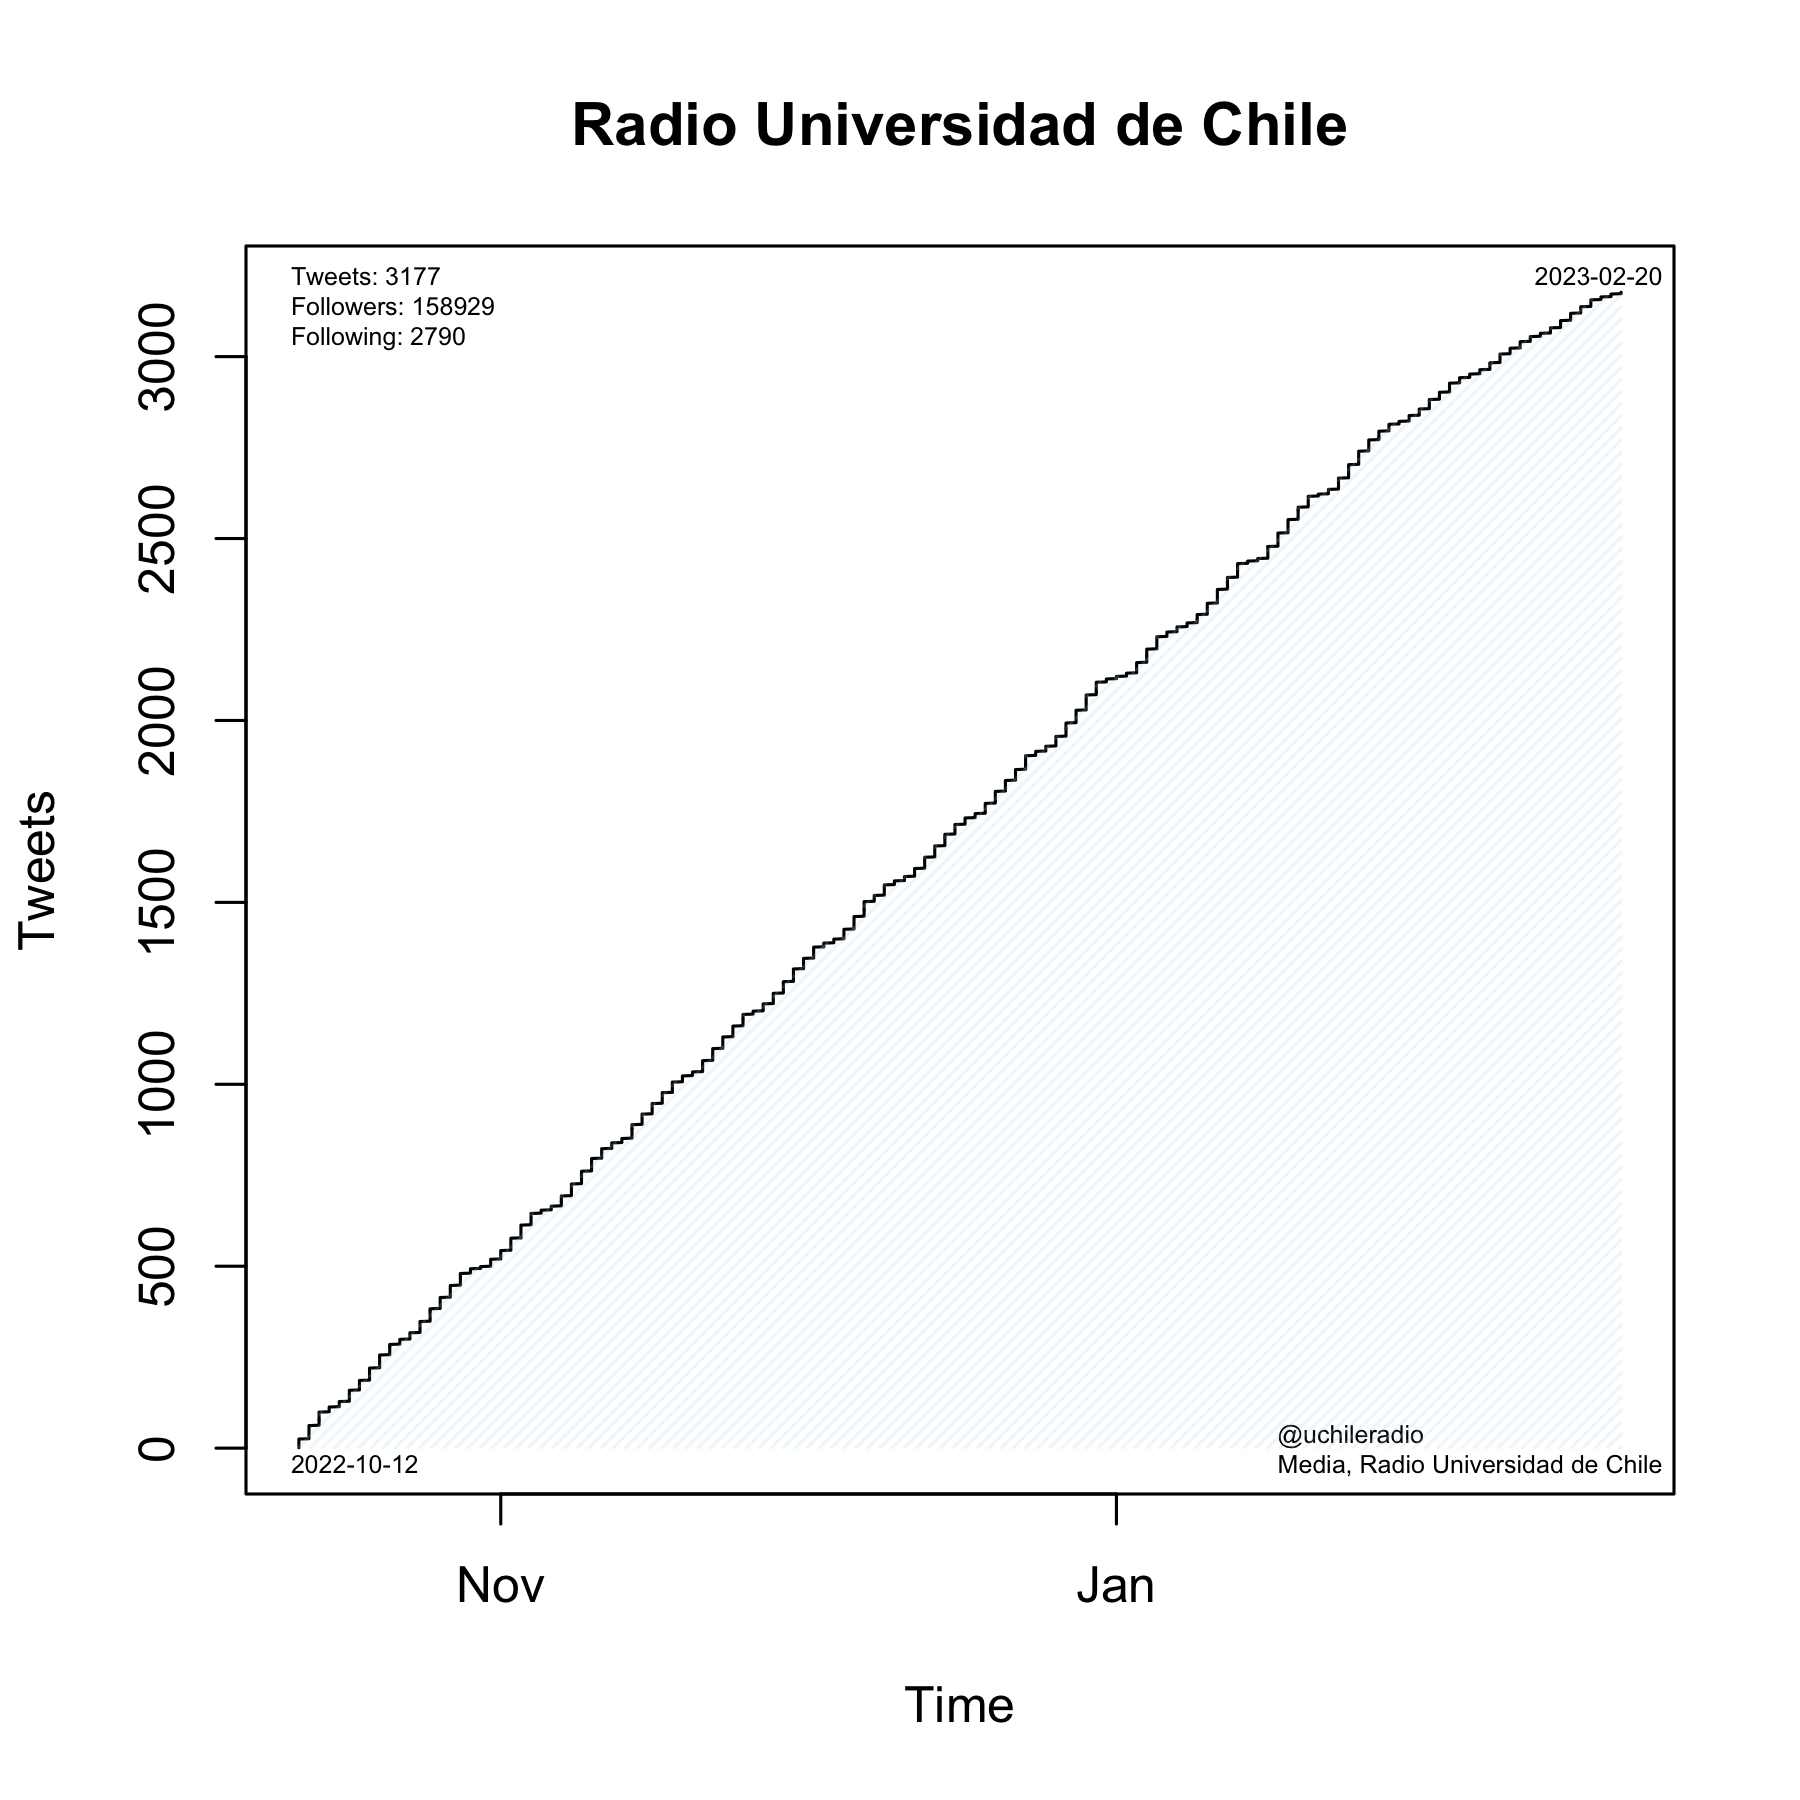 Radio Universidad de Chile
Tweets: 3177
Followers: 158929
Following: 2790
2023-02-20
3000
2500
2000
1500
1000
500
0
Tweets
@uchileradio
Media, Radio Universidad de Chile
2022-10-12
Nov
Jan
Time